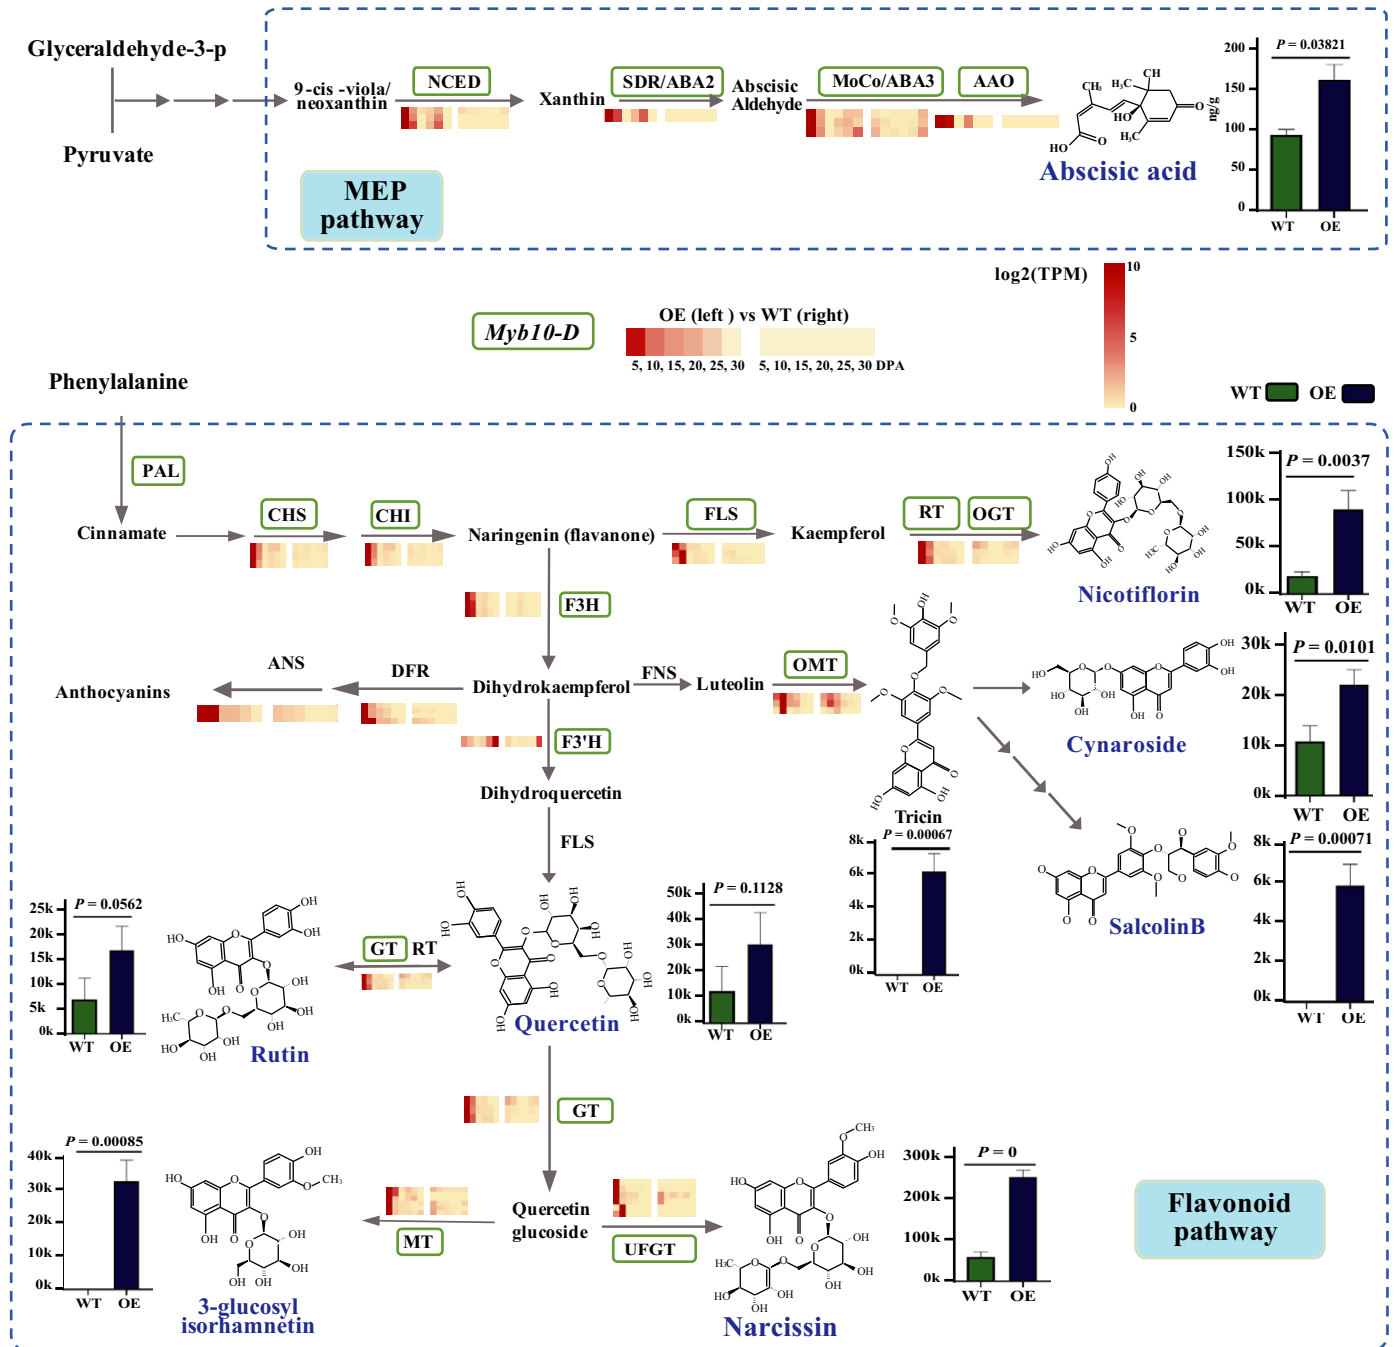 Glyceraldehyde-3-p
Pyruvate
9-cis -viola/
neoxanthin
NCED
Xanthin
SDR/ABA2
Abscisic
Aldehyde
MoCo/ABA3
AAO
CH₃
H₃C
CH
HO
O
H₃C
CH₃
HO
O
Abscisic acid
P = 0.03821
ng/g
200
150
100
50
0
WT
OE
MEP
pathway
log2(TPM)
10
5
0
Myb10-D
OE (left ) vs WT (right)
5, 10, 15, 20, 25, 30
5, 10, 15, 20, 25, 30 DPA
WT
OE
Phenylalanine
PAL
Cinnamate
CHS
CHI
Naringenin (flavanone)
FLS
Kaempferol
RT
OGT
Nicotiflorin
P = 0.0037
150k
100k
50k
0k
WT
OE
F3H
Anthocyanins
ANS
DFR
Dihydrokaempferol
FNS
Luteolin
OMT
Tricin
Cynaroside
P = 0.0101
30k
20k
10k
0k
WT
OE
F3'H
Dihydroquercetin
FLS
P = 0.00067
8k
6k
4k
2k
0k
WT
OE
SalcolinB
P = 0.00071
8k
6k
4k
2k
0k
WT
OE
P = 0.0562
25k
20k
15k
10k
5k
0k
WT
OE
Rutin
GT
RT
Quercetin
P = 0.1128
50k
40k
30k
20k
10k
0k
WT
OE
GT
P = 0.00085
40k
30k
20k
10k
0k
WT
OE
3-glucosyl
isorhamnetin
MT
Quercetin
glucoside
UFGT
Narcissin
P = 0
300k
200k
100k
0k
WT
OE
Flavonoid
pathway